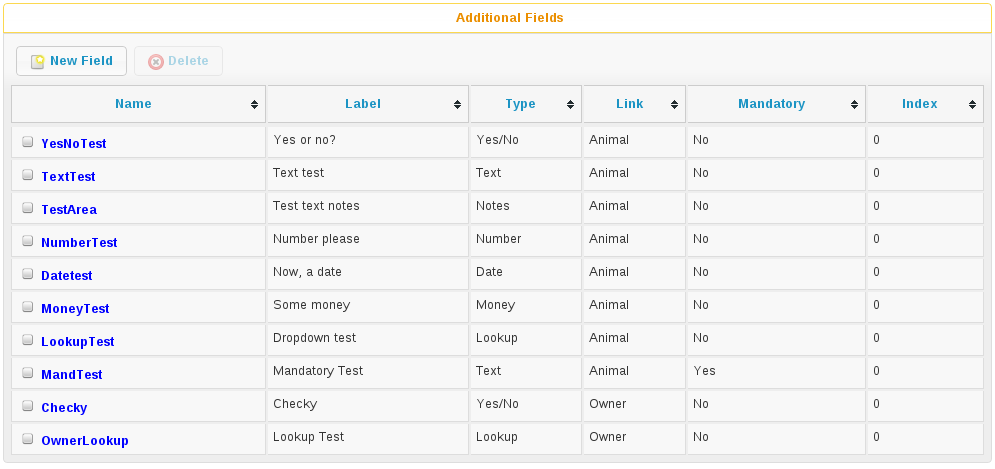 Additional Fields
New Field Delete
Name Label Type Link Mandatory Index
YesNoTest Yes or no? Yes/No Animal No 0
TextTest Text test Text Animal No 0
TestArea Test text notes Notes Animal No 0
NumberTest Number please Number Animal No 0
Datetest Now, a date Date Animal No 0
MoneyTest Some money Money Animal No 0
LookupTest Dropdown test Lookup Animal No 0
MandTest Mandatory Test Text Animal Yes 0
Checky Checky Yes/No Owner No 0
OwnerLookup Lookup Test Lookup Owner No 0